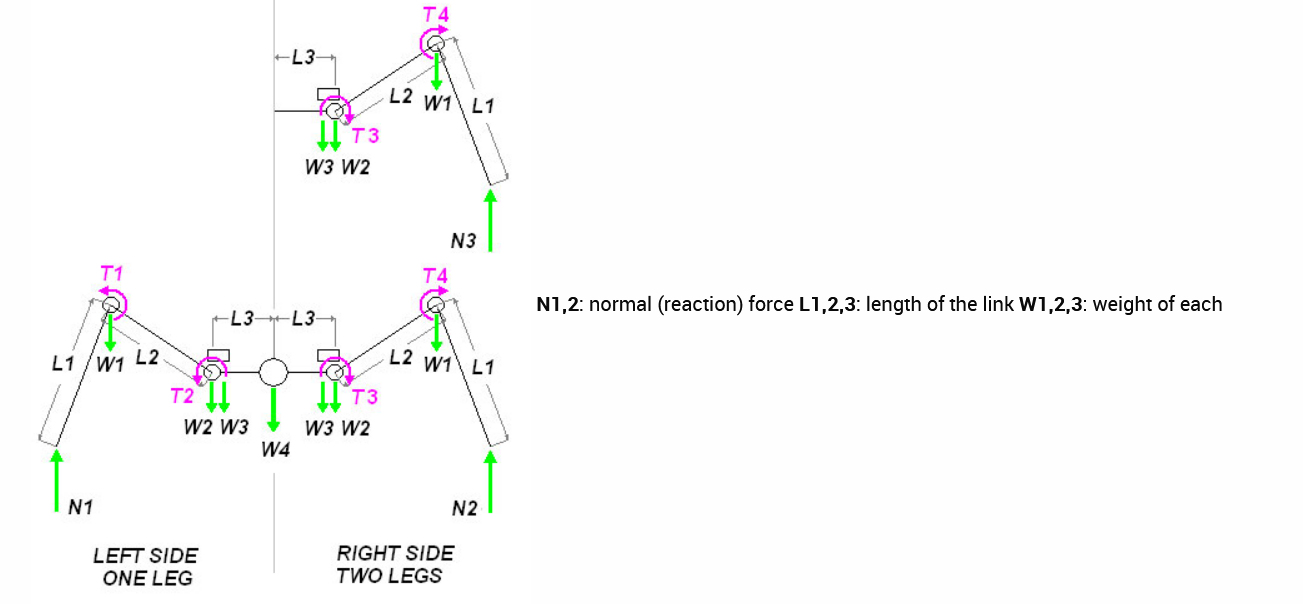 T4
L3
L2 W1 L1
T3
W3 W2
N3
T1 T4
L3 L3
L1 W1 L2 L2 W1 L1
T2 T3
W2 W3 W3 W2
W4
N1 N2
LEFT SIDE
ONE LEG
RIGHT SIDE
TWO LEGS
N1,2: normal (reaction) force L1,2,3: length of the link W1,2,3: weight of each